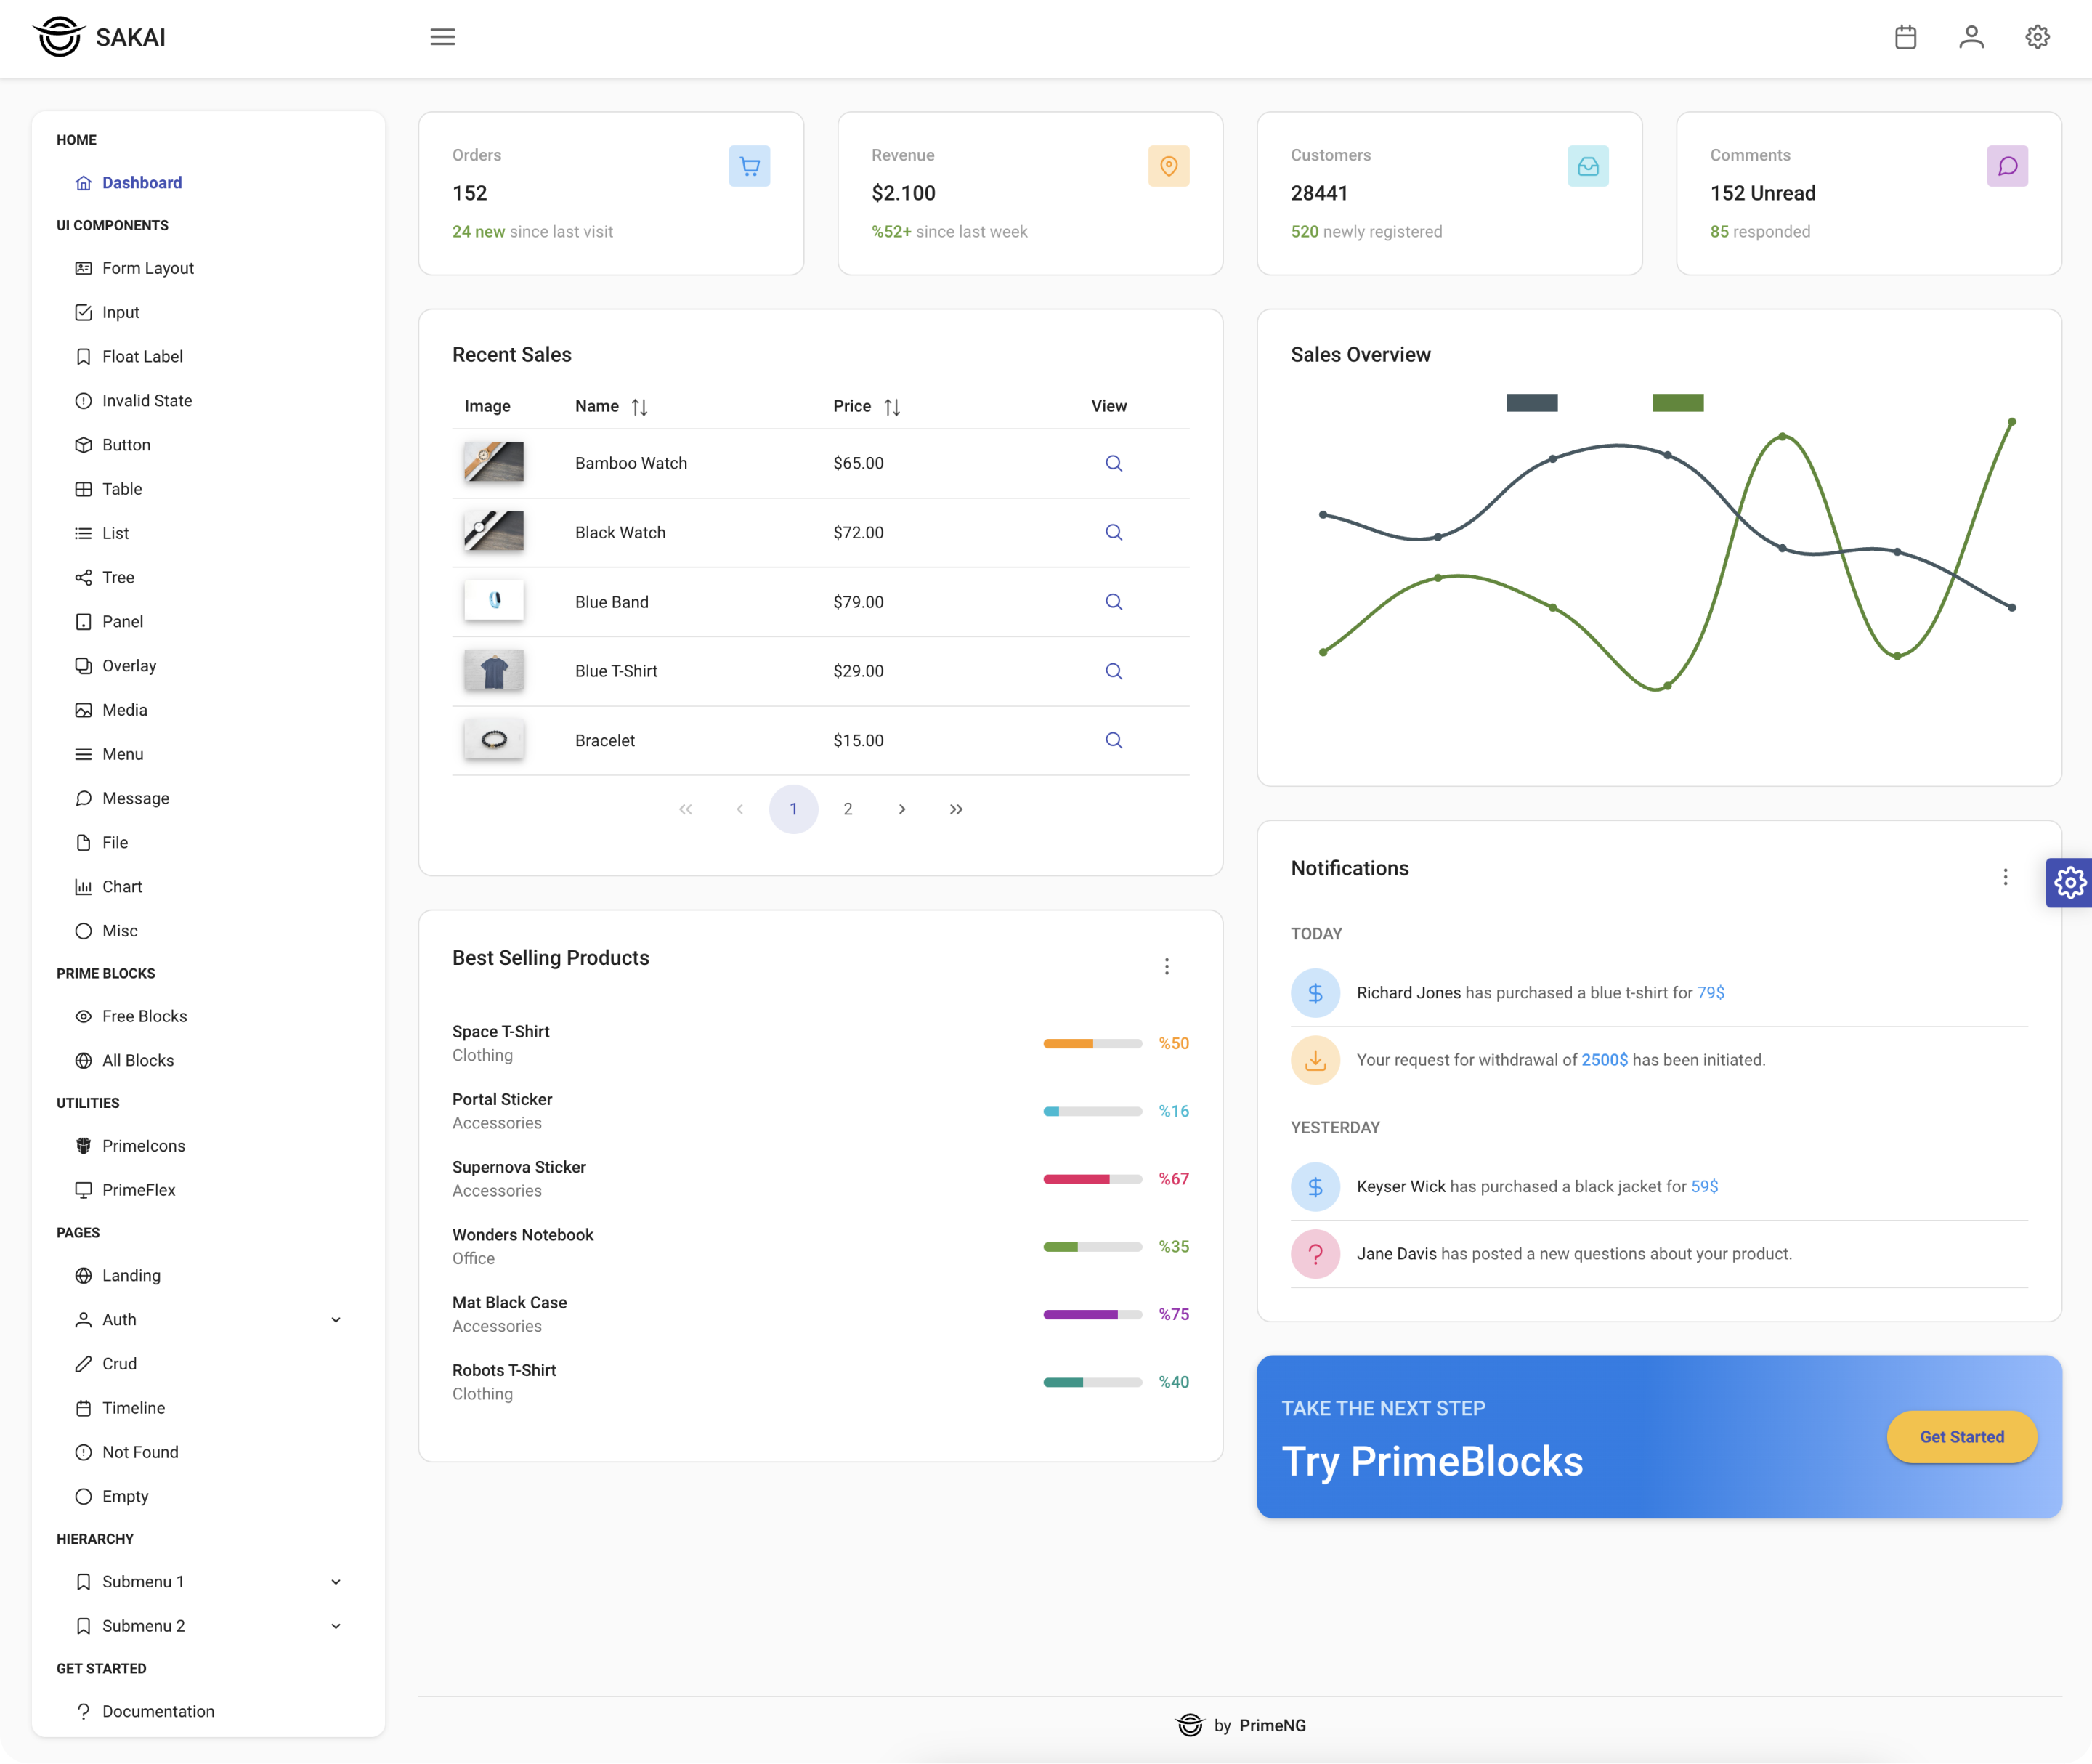 SAKAI
HOME
Dashboard
UI COMPONENTS
Form Layout
Input
Float Label
Invalid State
Button
Table
List
Tree
Panel
Overlay
Media
Menu
Message
File
Chart
Misc
PRIME BLOCKS
Free Blocks
All Blocks
UTILITIES
PrimeIcons
PrimeFlex
PAGES
Landing
Auth
Crud
Timeline
Not Found
Empty
HIERARCHY
Submenu 1
Submenu 2
GET STARTED
Documentation
Orders
152
24 new since last visit
Revenue
$2.100
%52+ since last week
Customers
28441
520 newly registered
Comments
152 Unread
85 responded
Recent Sales
Image Name Price View
Bamboo Watch $65.00
Black Watch $72.00
Blue Band $79.00
Blue T-Shirt $29.00
Bracelet $15.00
1 2
Best Selling Products
Space T-Shirt
Clothing
%50
Portal Sticker
Accessories
%16
Supernova Sticker
Accessories
%67
Wonders Notebook
Office
%35
Mat Black Case
Accessories
%75
Robots T-Shirt
Clothing
%40
Sales Overview
Notifications
TODAY
Richard Jones has purchased a blue t-shirt for 79$
Your request for withdrawal of 2500$ has been initiated.
YESTERDAY
Keyser Wick has purchased a black jacket for 59$
Jane Davis has posted a new questions about your product.
TAKE THE NEXT STEP
Try PrimeBlocks
Get Started
by PrimeNG